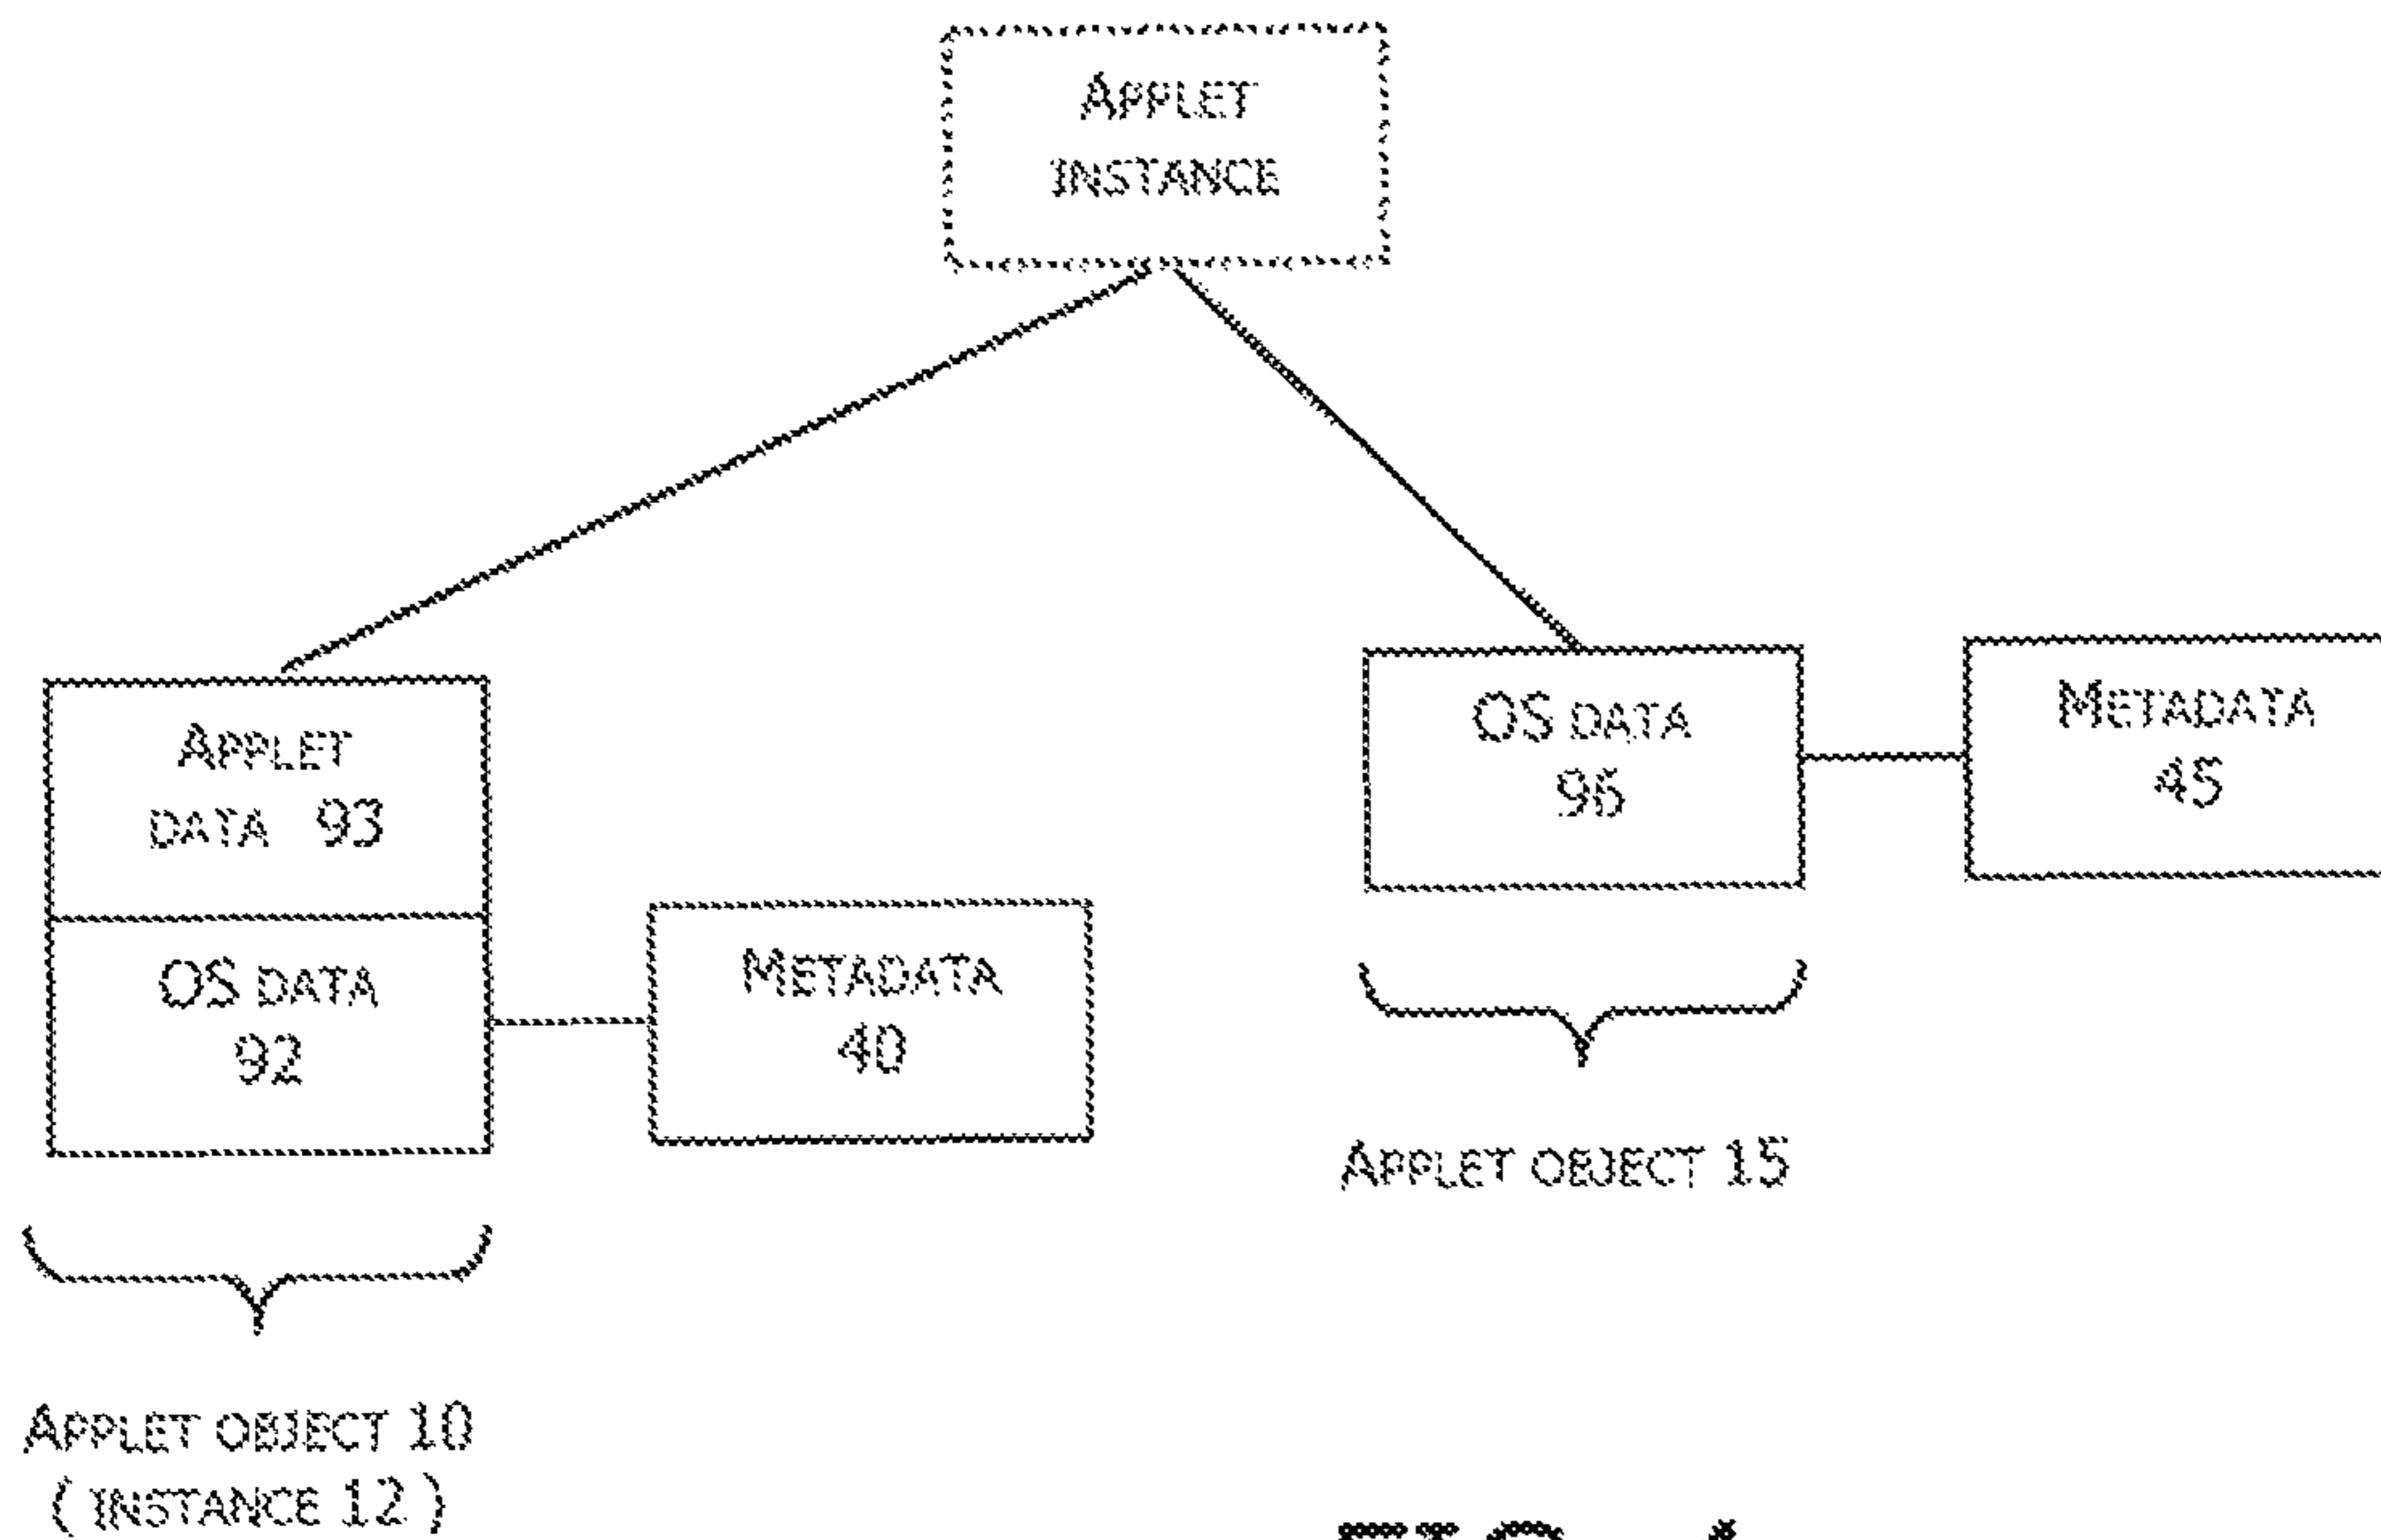 Applet
instance
Applet
data 93
OS data
92
Metadata
40
OS data
96
Metadata
45
Applet object 15
Applet object 10
( instance 12 )